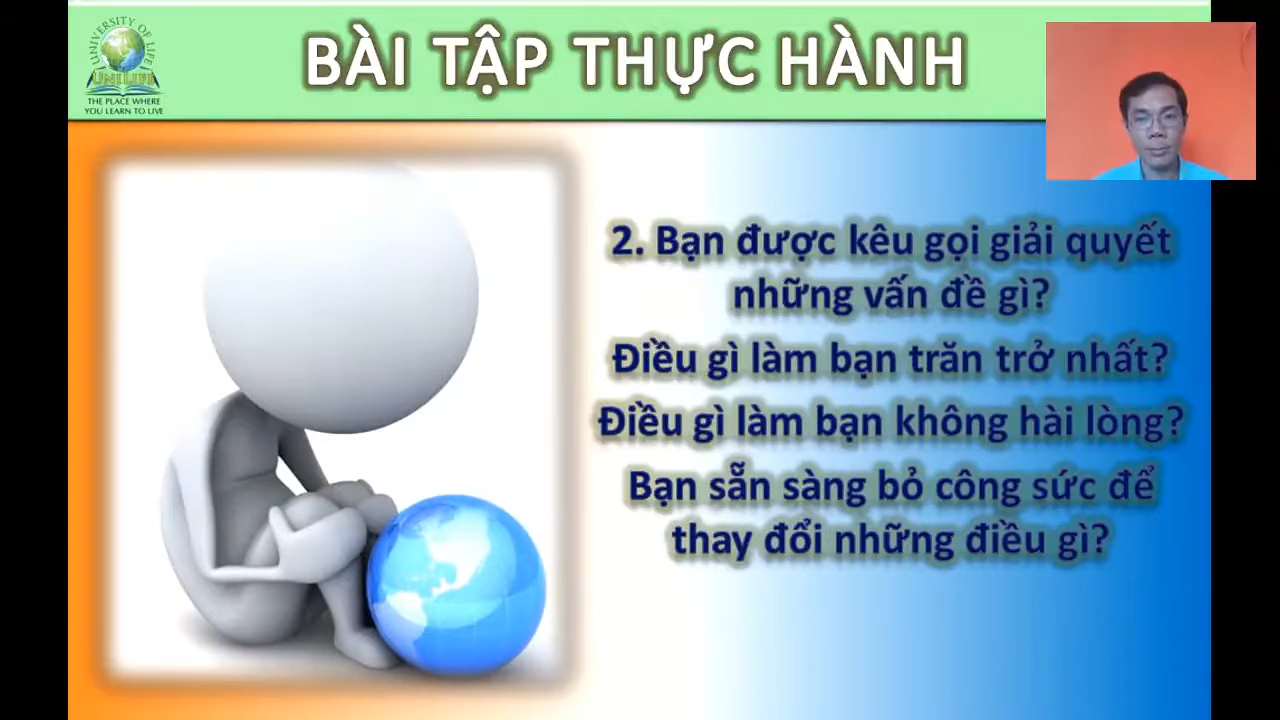 UNIVERSITY OF LIFE
UNILIFE
THE PLACE WHERE
YOU LEARN TO LIVE
BÀI TẬP THỰC HÀNH
2. Bạn được kêu gọi giải quyết
những vấn đề gì?
Điều gì làm bạn trăn trở nhất?
Điều gì làm bạn không hài lòng?
Bạn sẵn sàng bỏ công sức để
thay đổi những điều gì?